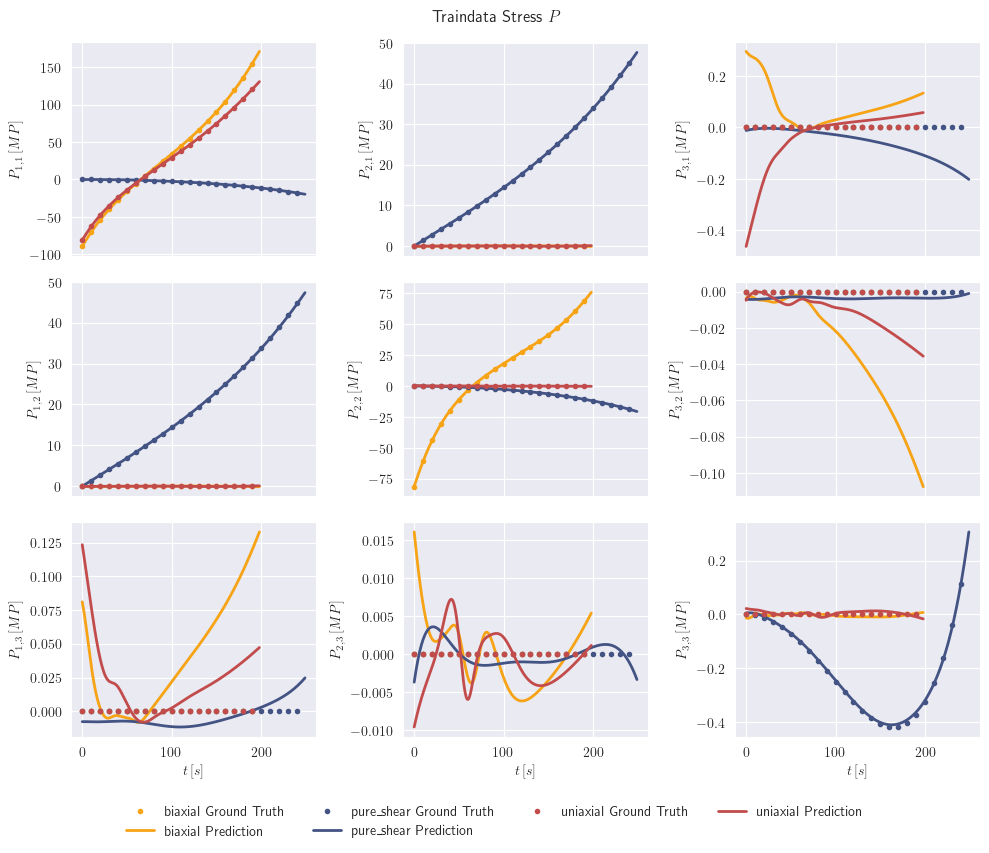 Traindata Stress P
150
100
50
0
−50
−100
P1,1 [MP]
50
40
30
20
10
0
P2,1 [MP]
0.2
0.0
−0.2
−0.4
P3,1 [MP]
50
40
30
20
10
0
P1,2 [MP]
75
50
25
0
−25
−50
−75
P2,2 [MP]
0.00
−0.02
−0.04
−0.06
−0.08
−0.10
P3,2 [MP]
0.125
0.100
0.075
0.050
0.025
0.000
P1,3 [MP]
0 100 200
t [s]
0.015
0.010
0.005
0.000
−0.005
−0.010
P2,3 [MP]
0 100 200
t [s]
0.2
0.0
−0.2
−0.4
P3,3 [MP]
0 100 200
t [s]
biaxial Ground Truth pure_shear Ground Truth uniaxial Ground Truth uniaxial Prediction
biaxial Prediction pure_shear Prediction